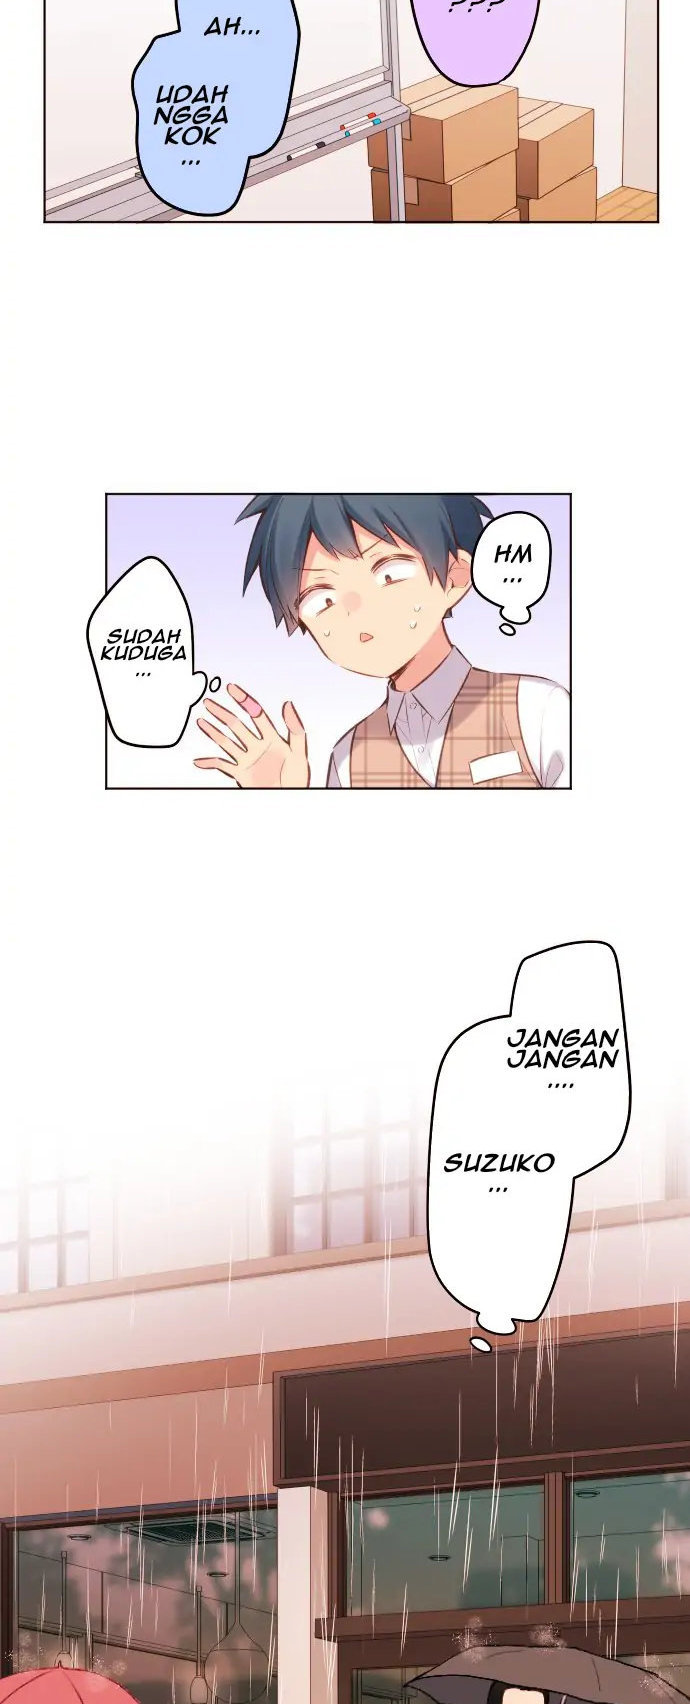 ???
AH...
UDAH
NGGA
KOK
...
HM
...
SUDAH
KUDUGA
...
JANGAN
JANGAN
....
SUZUKO
...